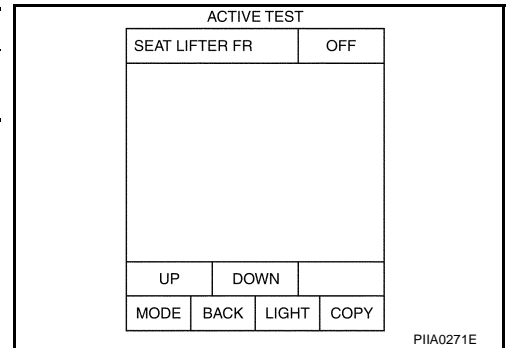 ACTIVE TEST
SEAT LIFTER FR OFF
UP DOWN
MODE BACK LIGHT COPY
PIIA0271E